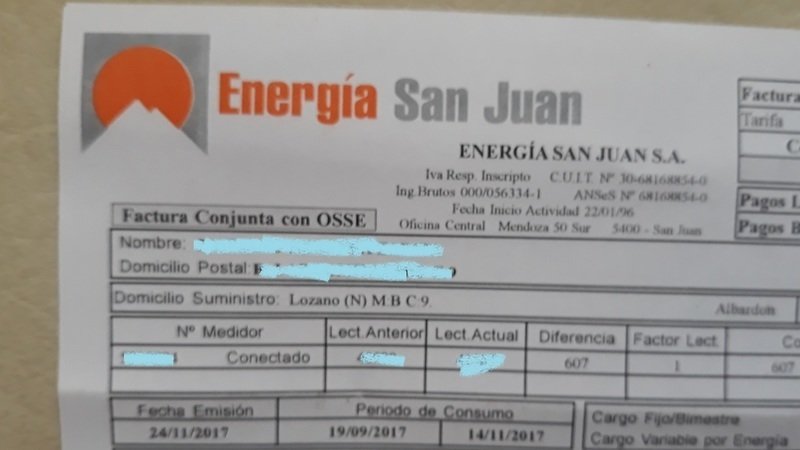 Energía San Juan
ENERGÍA SAN JUAN S.A.
Iva Resp. Inscripto C.U.I.T. Nº 30-68168854-0
Ing.Brutos 000/056334-1 ANSeS Nº 68168854-0
Fecha Inicio Actividad 22/01/96
Oficina Central Mendoza 50 Sur 5400 - San Juan
Factura
Tarifa
Pagos
Pagos
Factura Conjunta con OSSE
Nombre:
Domicilio Postal:
Domicilio Suministro: Lozano (N) M:B C:9.
Albardon
Nº Medidor Lect.Anterior Lect.Actual Diferencia Factor Lect.
Conectado 607 1 607
Fecha Emisión Periodo de Consumo
24/11/2017 19/09/2017 14/11/2017
Cargo Fijo/Bimestre
Cargo Variable por Energía